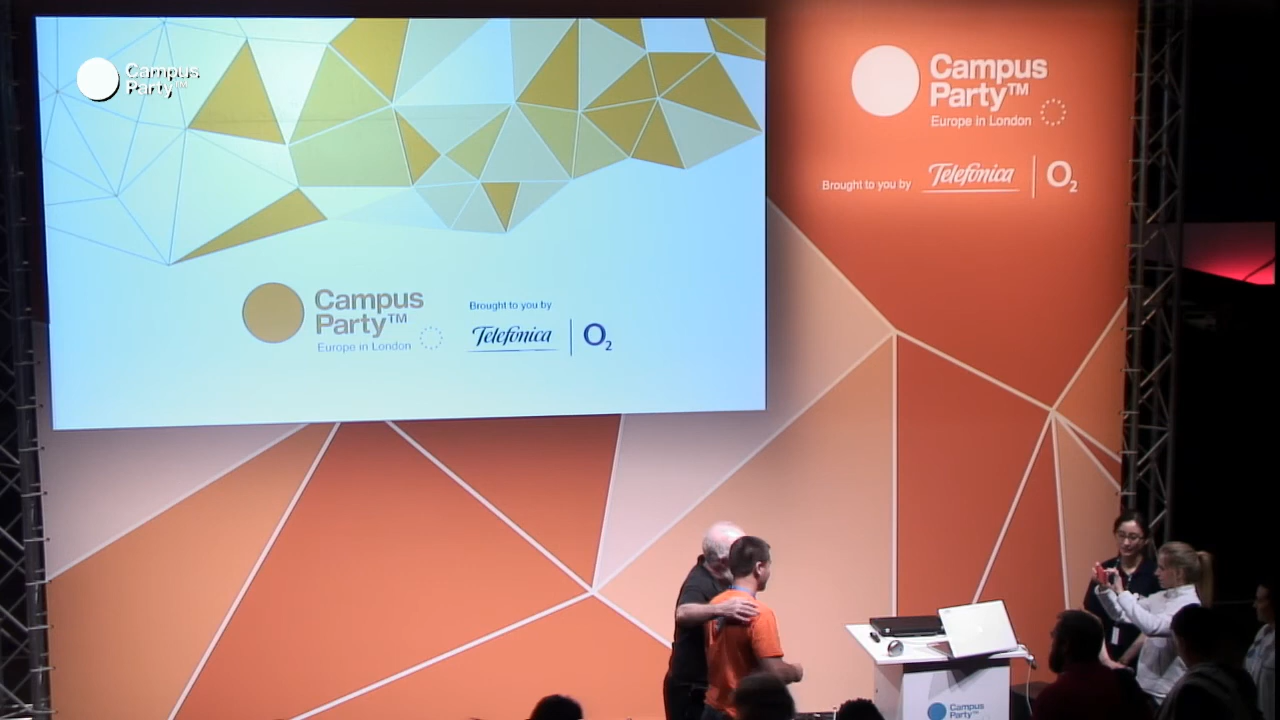 Campus
Party™
Campus
Party™
Europe in London
Brought to you by
Telefónica
O2
Campus
Party™
Europe in London
Brought to you by
Telefónica
O2
Campus
Party™